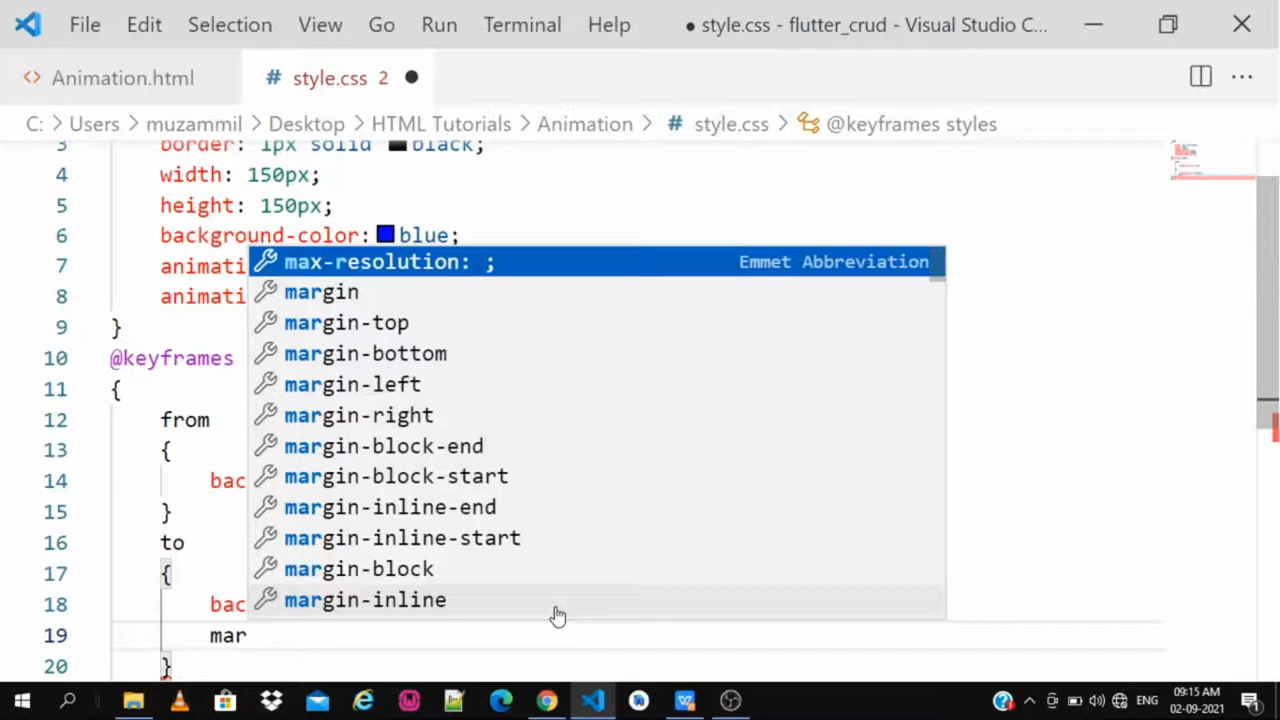 File Edit Selection View Go Run Terminal Help ● style.css - flutter_crud - Visual Studio C...
<> Animation.html # style.css 2 ●
C: > Users > muzammil > Desktop > HTML Tutorials > Animation > # style.css > @keyframes styles
3 border: 1px solid black;
4 width: 150px;
5 height: 150px;
6 background-color: blue;
7 animati
max-resolution: ; Emmet Abbreviation
8 animati
margin
margin-top
9 }
margin-bottom
10 @keyframes
margin-left
11 {
margin-right
12 from
margin-block-end
13 {
margin-block-start
14 bac
margin-inline-end
15 }
margin-inline-start
16 to
margin-block
17 {
margin-inline
18 bac
19 mar
20 }
ENG 09:15 AM
02-09-2021 1